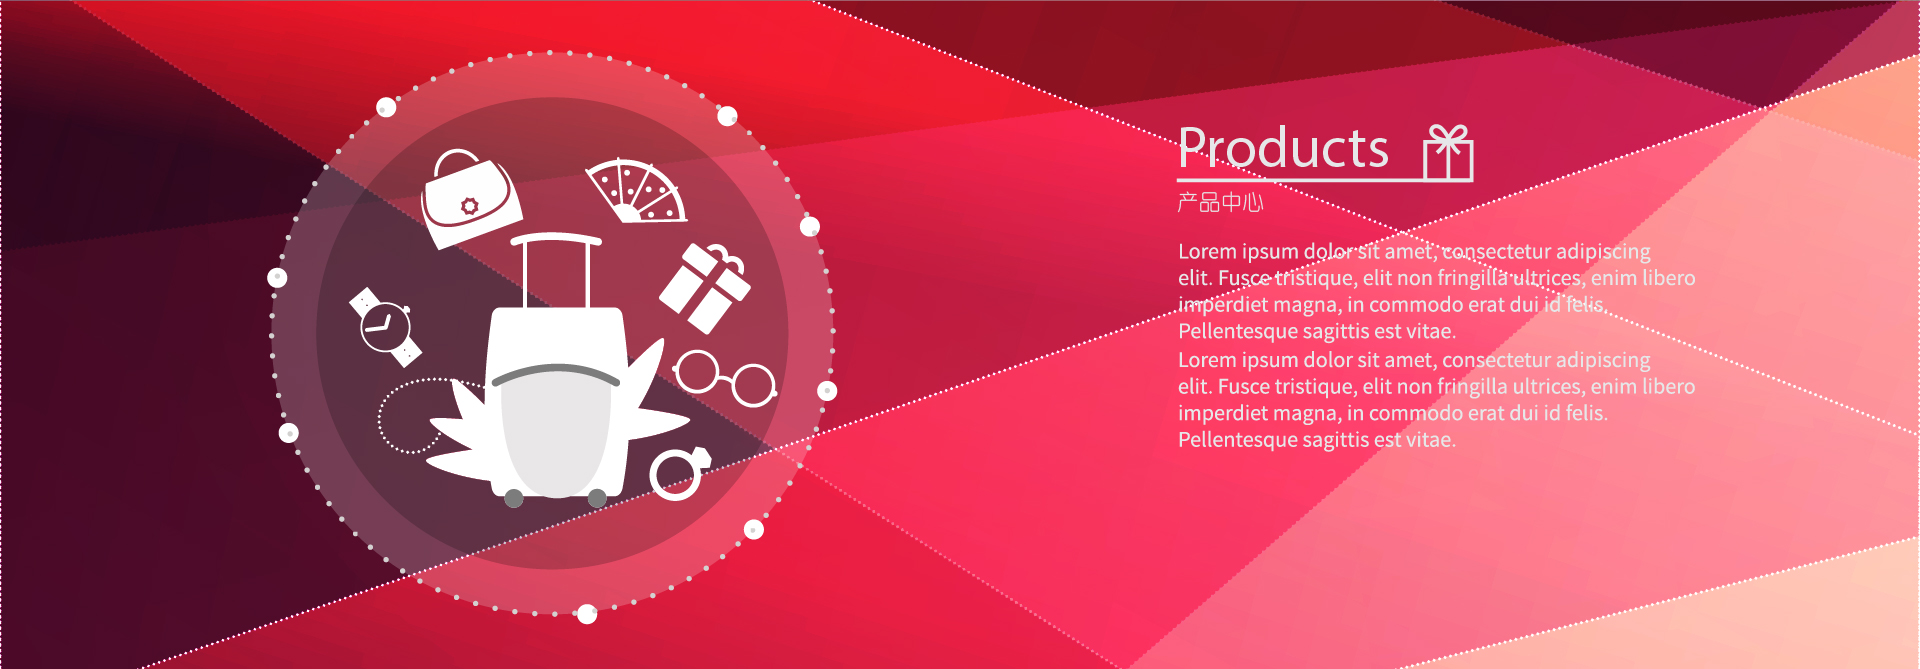 Products
产品中心
Lorem ipsum dolor sit amet, consectetur adipiscing
elit. Fusce tristique, elit non fringilla ultrices, enim libero
imperdiet magna, in commodo erat dui id felis.
Pellentesque sagittis est vitae.
Lorem ipsum dolor sit amet, consectetur adipiscing
elit. Fusce tristique, elit non fringilla ultrices, enim libero
imperdiet magna, in commodo erat dui id felis.
Pellentesque sagittis est vitae.